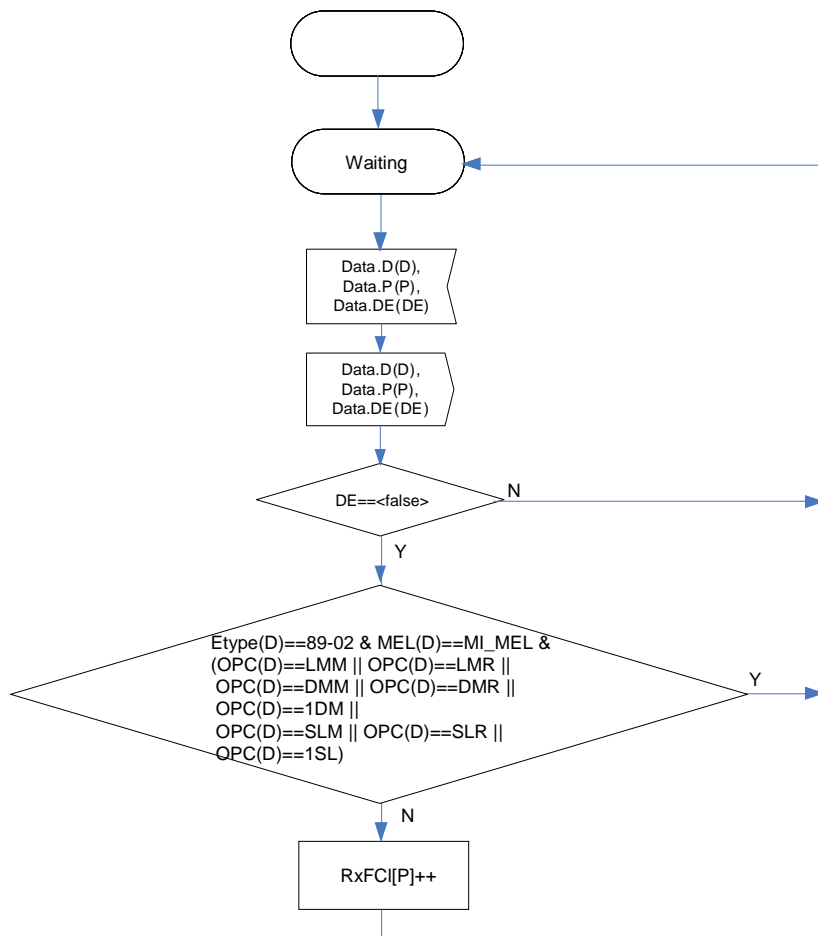 Waiting
Data.D(D),
Data.P(P),
Data.DE(DE)
Data.D(D),
Data.P(P),
Data.DE(DE)
DE==<false>
N
Y
Etype(D)==89-02 & MEL(D)==MI_MEL &
(OPC(D)==LMM || OPC(D)==LMR ||
OPC(D)==DMM || OPC(D)==DMR ||
OPC(D)==1DM ||
OPC(D)==SLM || OPC(D)==SLR ||
OPC(D)==1SL)
Y
N
RxFCl[P]++